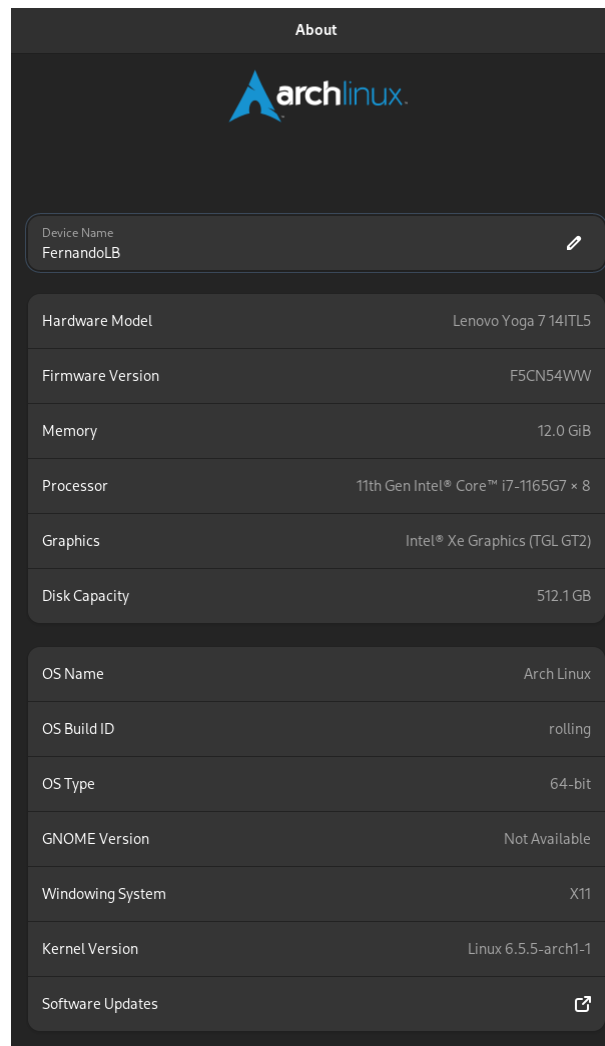 About
archlinux
Device Name
FernandoLB
Hardware Model Lenovo Yoga 7 14ITL5
Firmware Version F5CN54WW
Memory 12.0 GiB
Processor 11th Gen Intel® Core™ i7-1165G7 × 8
Graphics Intel® Xe Graphics (TGL GT2)
Disk Capacity 512.1 GB
OS Name Arch Linux
OS Build ID rolling
OS Type 64-bit
GNOME Version Not Available
Windowing System X11
Kernel Version Linux 6.5.5-arch1-1
Software Updates